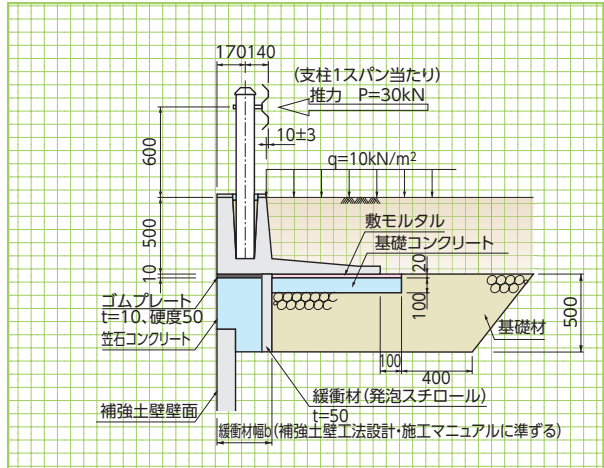 170 140
(支柱1スパン当たり)
推力 P=30kN
10±3
600
q=10kN/m2
500
敷モルタル
基礎コンクリート
10
20
ゴムプレート
t=10、硬度50
100
笠石コンクリート
基礎材
500
100
400
緩衝材(発泡スチロール)
t=50
補強土壁壁面
緩衝材幅b(補強土壁工法設計・施工マニュアルに準ずる)